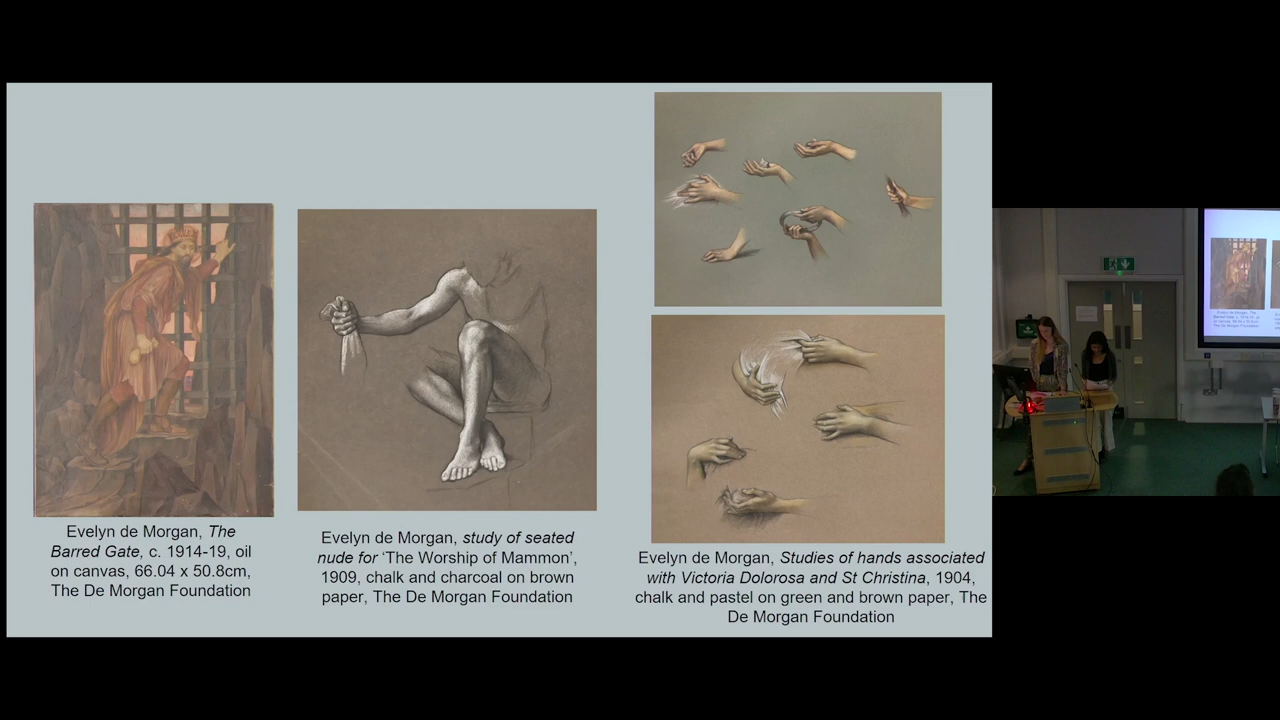 Evelyn de Morgan, The
Barred Gate, c. 1914-19, oil
on canvas, 66.04 x 50.8cm,
The De Morgan Foundation
Evelyn de Morgan, study of seated
nude for ‘The Worship of Mammon’,
1909, chalk and charcoal on brown
paper, The De Morgan Foundation
Evelyn de Morgan, Studies of hands associated
with Victoria Dolorosa and St Christina, 1904,
chalk and pastel on green and brown paper, The
De Morgan Foundation